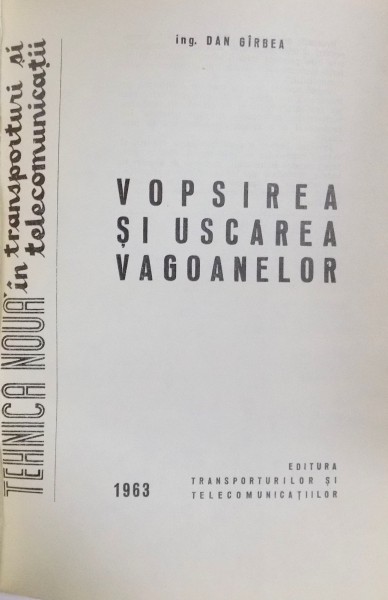 ing. DAN GÎRBEA
VOPSIREA
ȘI USCAREA
VAGOANELOR
1963
EDITURA
TRANSPORTURILOR ȘI
TELECOMUNICAȚIILOR
TEHNICA NOUĂ în transporturi și
telecomunicații